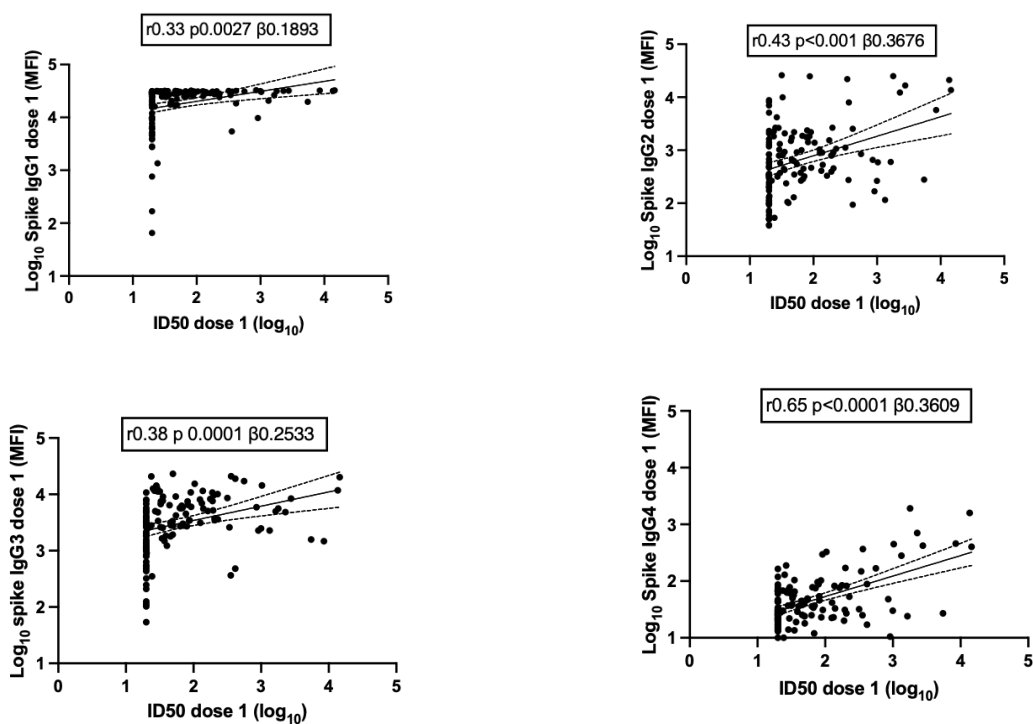 r0.33 p0.0027 β0.1893
Log10 Spike IgG1 dose 1 (MFI)
5
4
3
2
1
0 1 2 3 4 5
ID50 dose 1 (log10)
r0.43 p<0.001 β0.3676
Log10 Spike IgG2 dose 1 (MFI)
5
4
3
2
1
0 1 2 3 4 5
ID50 dose 1 (log10)
r0.38 p 0.0001 β0.2533
Log10 spike IgG3 dose 1 (MFI)
5
4
3
2
1
0 1 2 3 4 5
ID50 dose 1 (log10)
r0.65 p<0.0001 β0.3609
Log10 Spike IgG4 dose 1 (MFI)
5
4
3
2
1
0 1 2 3 4 5
ID50 dose 1 (log10)